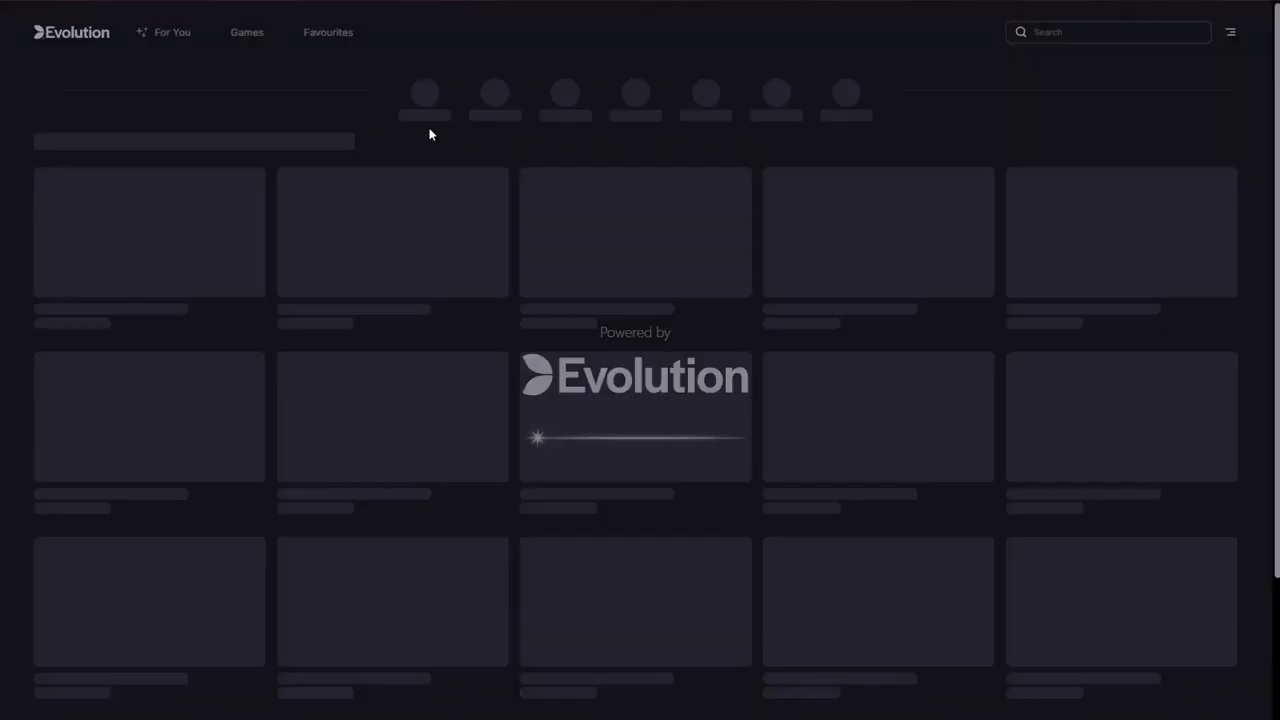 Evolution
For You
Games
Favourites
Search
Powered by
Evolution